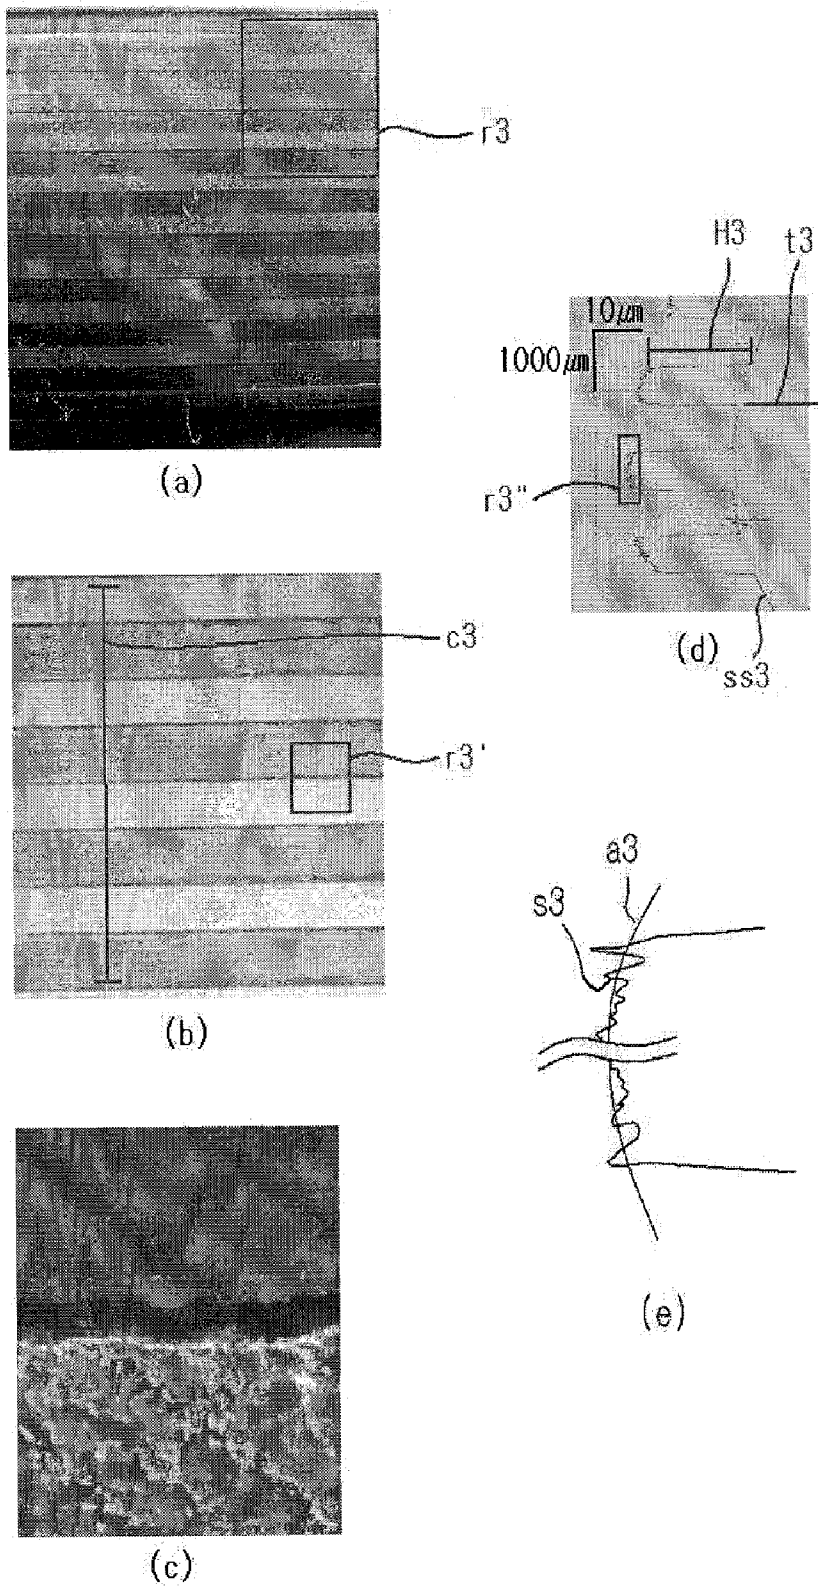 r3
(a)
H3
t3
10μm
1000μm
r3"
(d)
ss3
c3
r3'
(b)
a3
s3
(e)
(c)